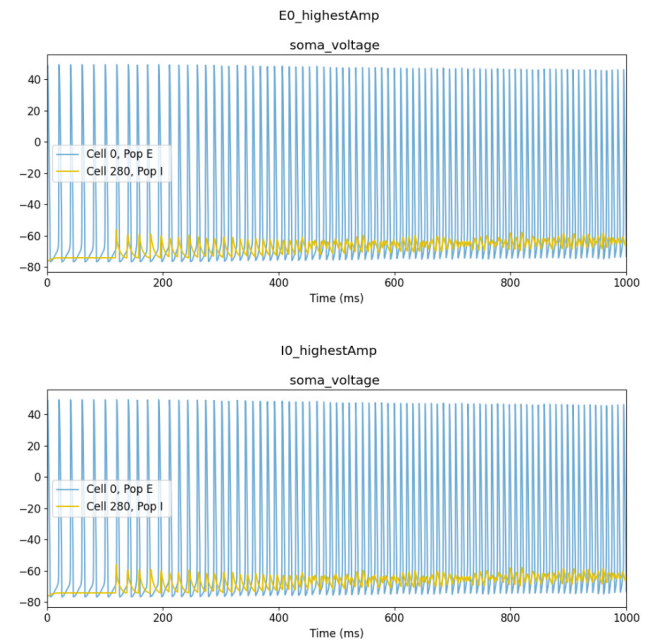 E0_highestAmp
soma_voltage
40
20
0
−20
−40
−60
−80
Cell 0, Pop E
Cell 280, Pop I
0 200 400 600 800 1000
Time (ms)
I0_highestAmp
soma_voltage
40
20
0
−20
−40
−60
−80
Cell 0, Pop E
Cell 280, Pop I
0 200 400 600 800 1000
Time (ms)